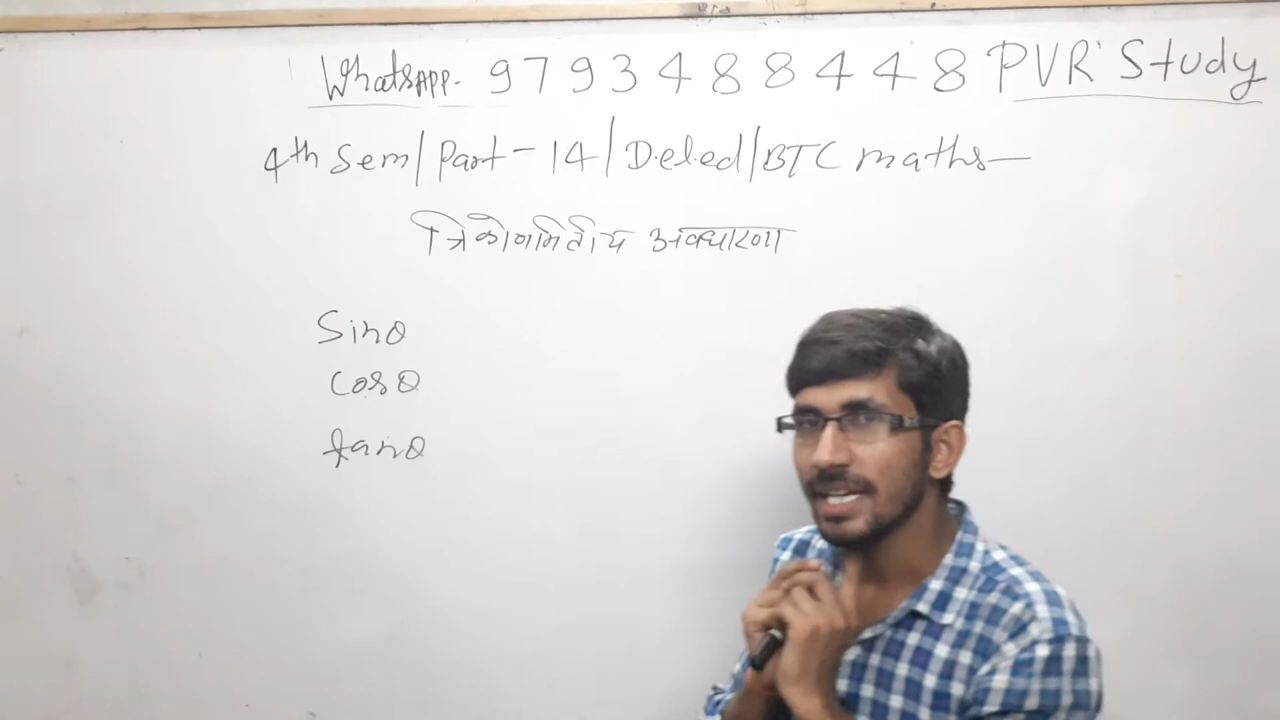 WhatsAPP- 9793488448 PVR Study
4th Sem/Part-14/D.el.ed/BTC maths—
त्रिकोणमितीय अवधारणा
Sinθ
Cosθ
tanθ